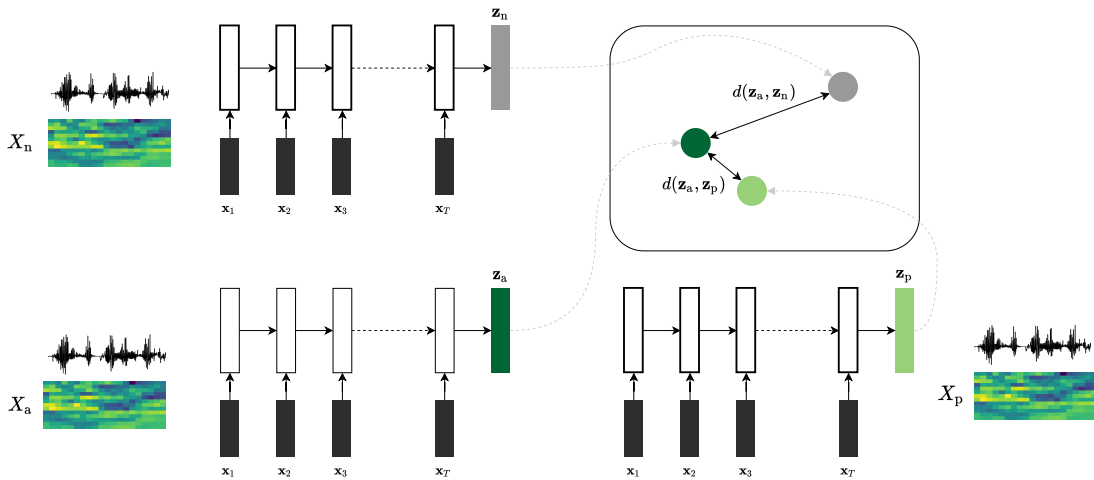 z_n
d(z_a, z_n)
X_n
d(z_a, z_p)
x_1 x_2 x_3 x_T
z_a z_p
X_a X_p
x_1 x_2 x_3 x_T x_1 x_2 x_3 x_T